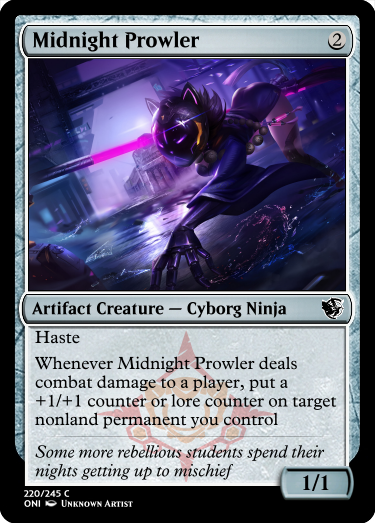 Midnight Prowler 2
Artifact Creature — Cyborg Ninja
Haste
Whenever Midnight Prowler deals
combat damage to a player, put a
+1/+1 counter or lore counter on target
nonland permanent you control
Some more rebellious students spend their
nights getting up to mischief
1/1
220/245 C
ONI Unknown Artist